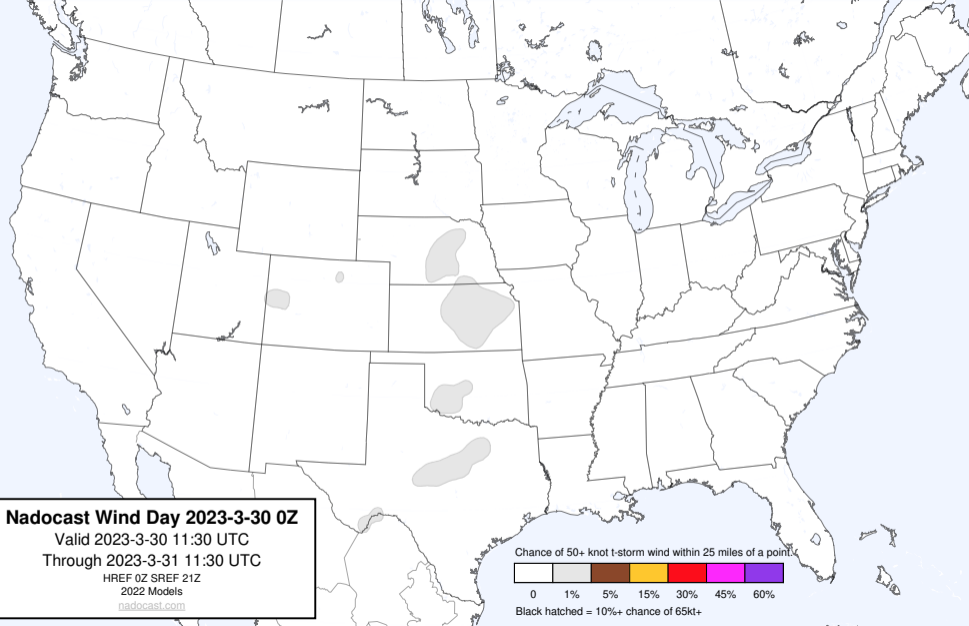 Nadocast Wind Day 2023-3-30 0Z
Valid 2023-3-30 11:30 UTC
Through 2023-3-31 11:30 UTC
HREF 0Z SREF 21Z
2022 Models
nadocast.com
Chance of 50+ knot t-storm wind within 25 miles of a point.
0 1% 5% 15% 30% 45% 60%
Black hatched = 10%+ chance of 65kt+